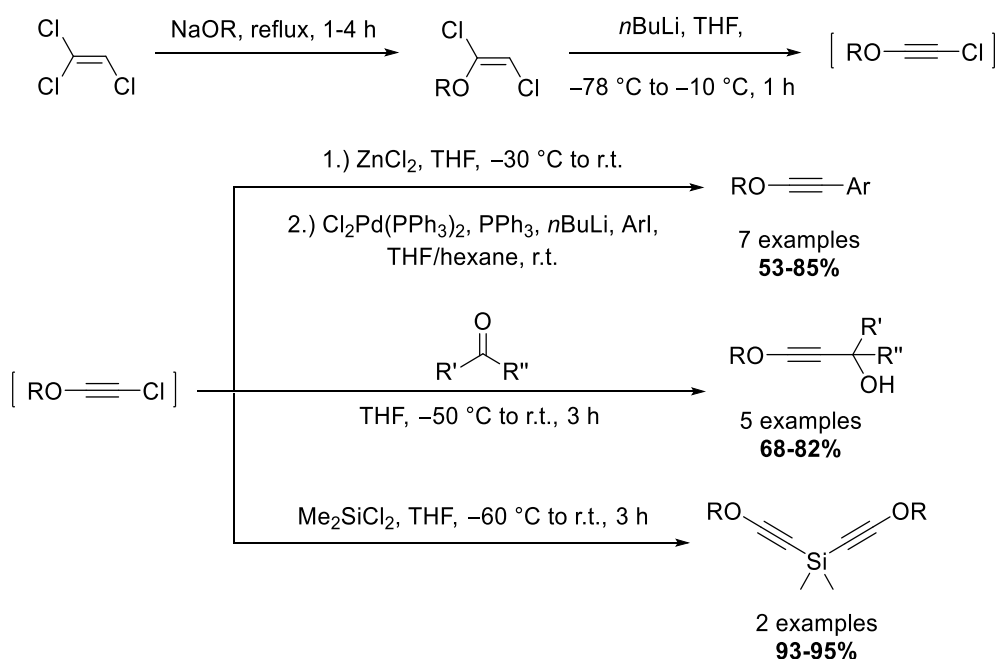 Cl
Cl
Cl
NaOR, reflux, 1-4 h
Cl
RO
Cl
nBuLi, THF,
–78 °C to –10 °C, 1 h
[ RO Cl ]
1.) ZnCl2, THF, –30 °C to r.t.
2.) Cl2Pd(PPh3)2, PPh3, nBuLi, ArI,
THF/hexane, r.t.
RO Ar
7 examples
53-85%
[ RO Cl ]
O
R' R"
THF, –50 °C to r.t., 3 h
R'
RO R"
OH
5 examples
68-82%
Me2SiCl2, THF, –60 °C to r.t., 3 h
RO OR
Si
2 examples
93-95%